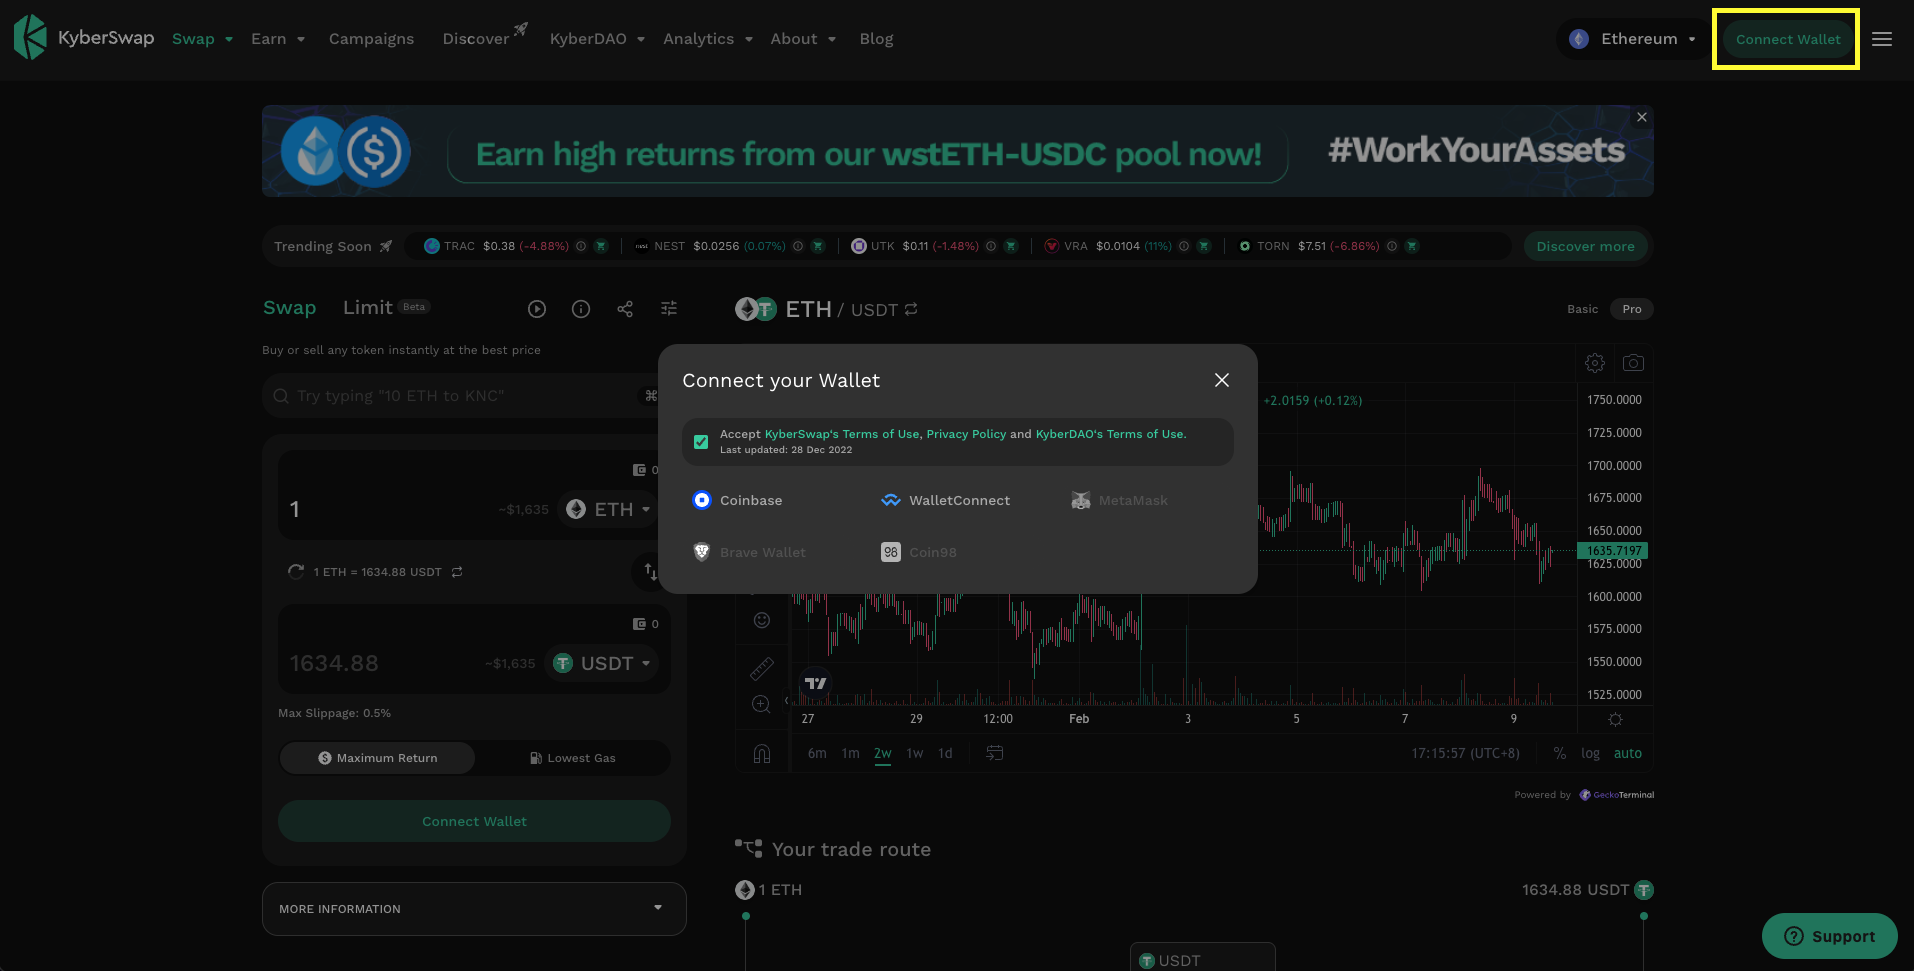 KyberSwap Swap Earn Campaigns Discover KyberDAO Analytics About Blog Ethereum Connect Wallet
Earn high returns from our wstETH-USDC pool now! #WorkYourAssets
Trending Soon TRAC $0.38 (-4.88%) NEST $0.0256 (0.07%) UTK $0.11 (-1.48%) VRA $0.0104 (11%) TORN $7.51 (-6.86%) Discover more
Swap Limit Beta
Buy or sell any token instantly at the best price
Try typing "10 ETH to KNC" ⌘
0
1 ~$1,635 ETH
1 ETH = 1634.88 USDT
0
1634.88 ~$1,635 USDT
Max Slippage: 0.5%
Maximum Return Lowest Gas
Connect Wallet
MORE INFORMATION
ETH / USDT Basic Pro
Connect your Wallet
Accept KyberSwap's Terms of Use, Privacy Policy and KyberDAO's Terms of Use.
Last updated: 28 Dec 2022
Coinbase WalletConnect MetaMask
Brave Wallet 98 Coin98
+2.0159 (+0.12%)
1750.0000
1725.0000
1700.0000
1675.0000
1650.0000
1635.7197
1625.0000
1600.0000
1575.0000
1550.0000
1525.0000
27 29 12:00 Feb 3 5 7 9
6m 1m 2w 1w 1d 17:15:57 (UTC+8) % log auto
Powered by GeckoTerminal
Your trade route
1 ETH 1634.88 USDT
USDT
Support